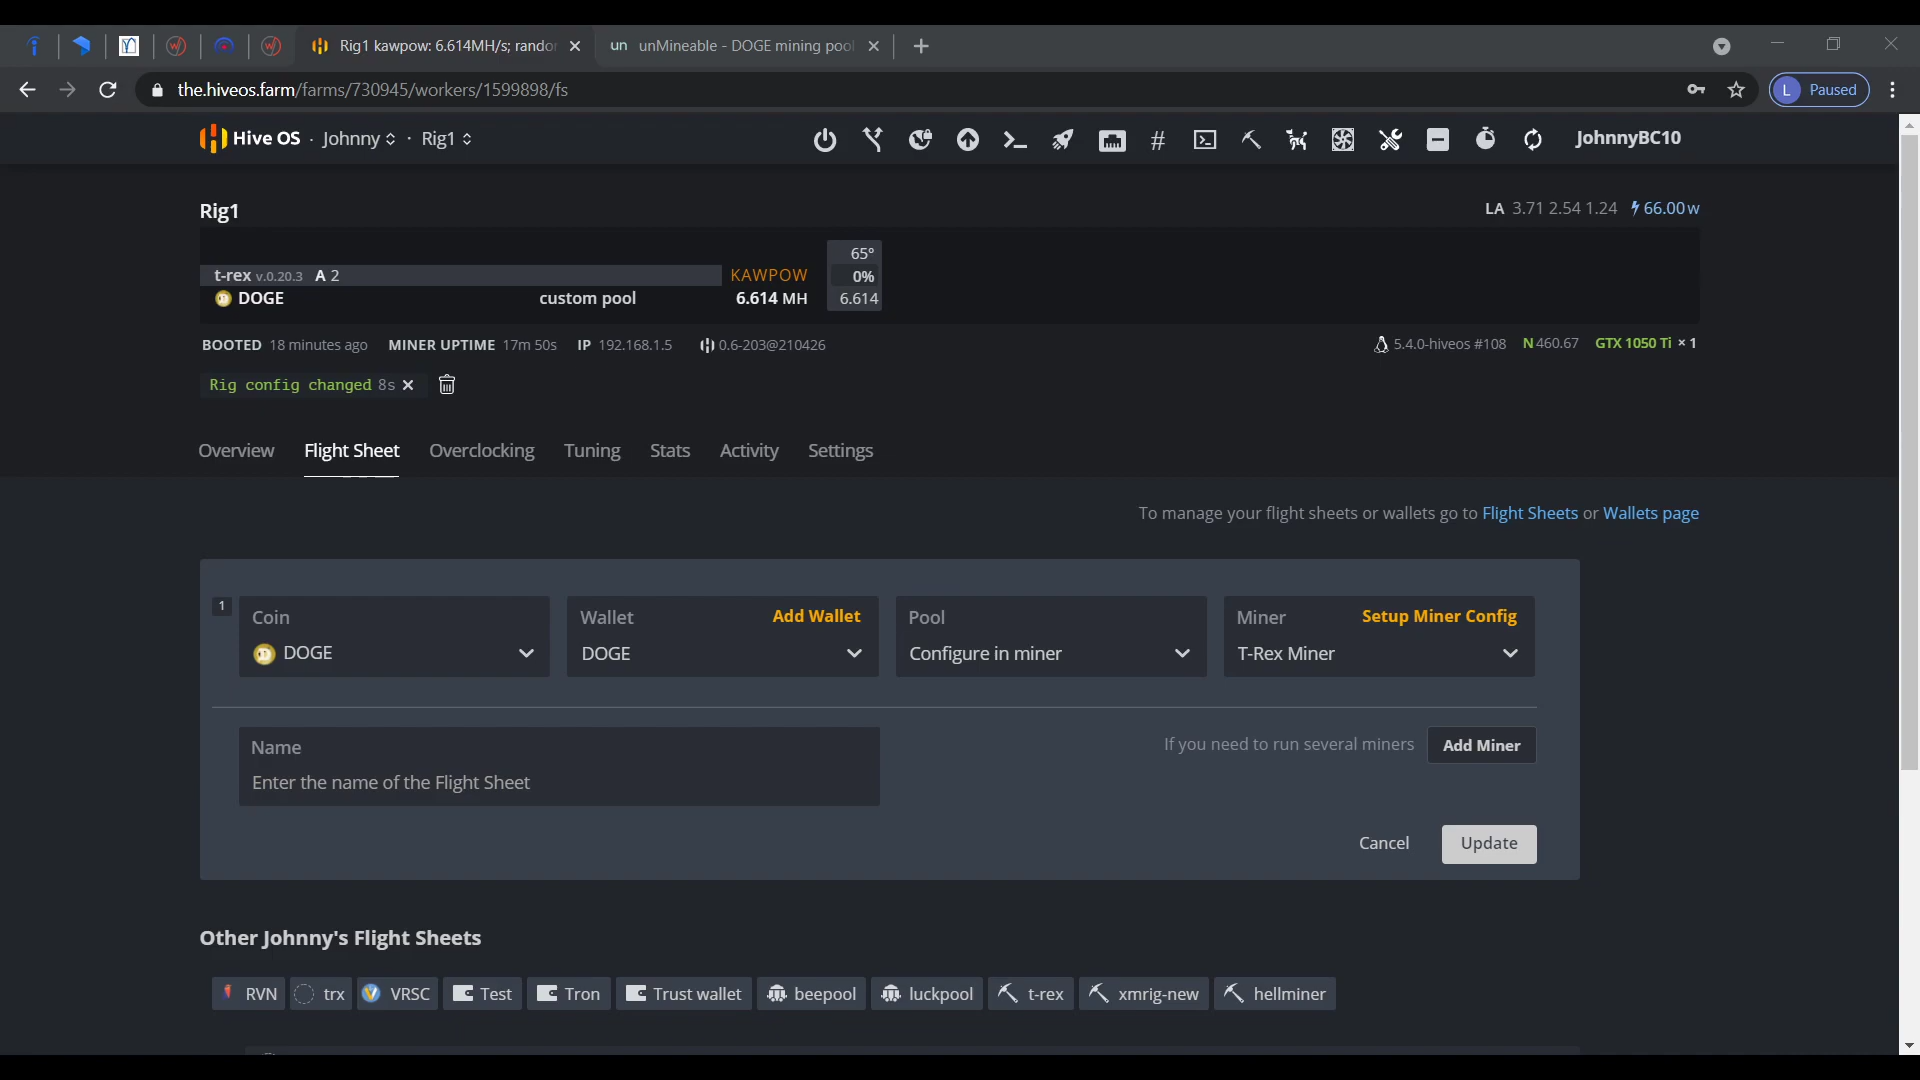 Rig1 kawpow: 6.614MH/s; rando
un unMineable - DOGE mining pool
the.hiveos.farm/farms/730945/workers/1599898/fs
L Paused
Hive OS · Johnny · Rig1
#
JohnnyBC10
Rig1
LA 3.71 2.54 1.24 66.00 w
65°
t-rex v.0.20.3 A 2 KAWPOW 0%
DOGE custom pool 6.614 MH 6.614
BOOTED 18 minutes ago MINER UPTIME 17m 50s IP 192.168.1.5 0.6-203@210426
5.4.0-hiveos #108 N 460.67 GTX 1050 Ti × 1
Rig config changed 8s
Overview Flight Sheet Overclocking Tuning Stats Activity Settings
To manage your flight sheets or wallets go to Flight Sheets or Wallets page
1 Coin Wallet Add Wallet Pool Miner Setup Miner Config
DOGE DOGE Configure in miner T-Rex Miner
Name
Enter the name of the Flight Sheet
If you need to run several miners Add Miner
Cancel Update
Other Johnny's Flight Sheets
RVN trx VRSC Test Tron Trust wallet beepool luckpool t-rex xmrig-new hellminer